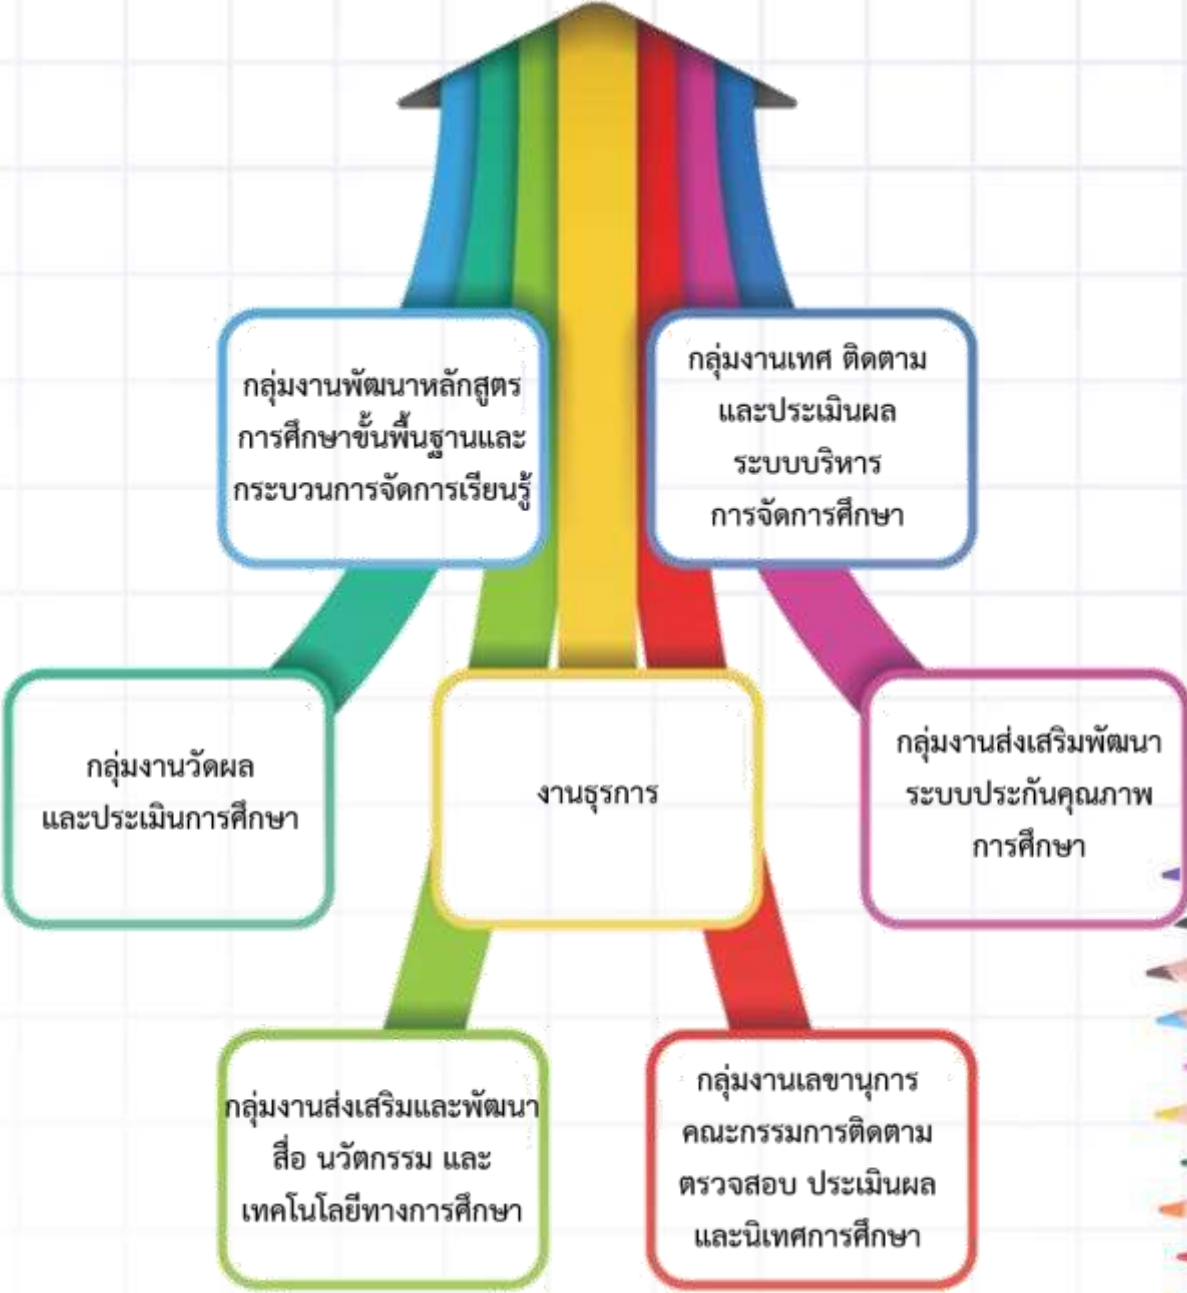 กลุ่มงานพัฒนาหลักสูตร
การศึกษาขั้นพื้นฐานและ
กระบวนการจัดการเรียนรู้
กลุ่มงานเทศ ติดตาม
และประเมินผล
ระบบบริหาร
การจัดการศึกษา
กลุ่มงานวัดผล
และประเมินการศึกษา
งานธุรการ
กลุ่มงานส่งเสริมพัฒนา
ระบบประกันคุณภาพ
การศึกษา
กลุ่มงานส่งเสริมและพัฒนา
สื่อ นวัตกรรม และ
เทคโนโลยีทางการศึกษา
กลุ่มงานเลขานุการ
คณะกรรมการติดตาม
ตรวจสอบ ประเมินผล
และนิเทศการศึกษา